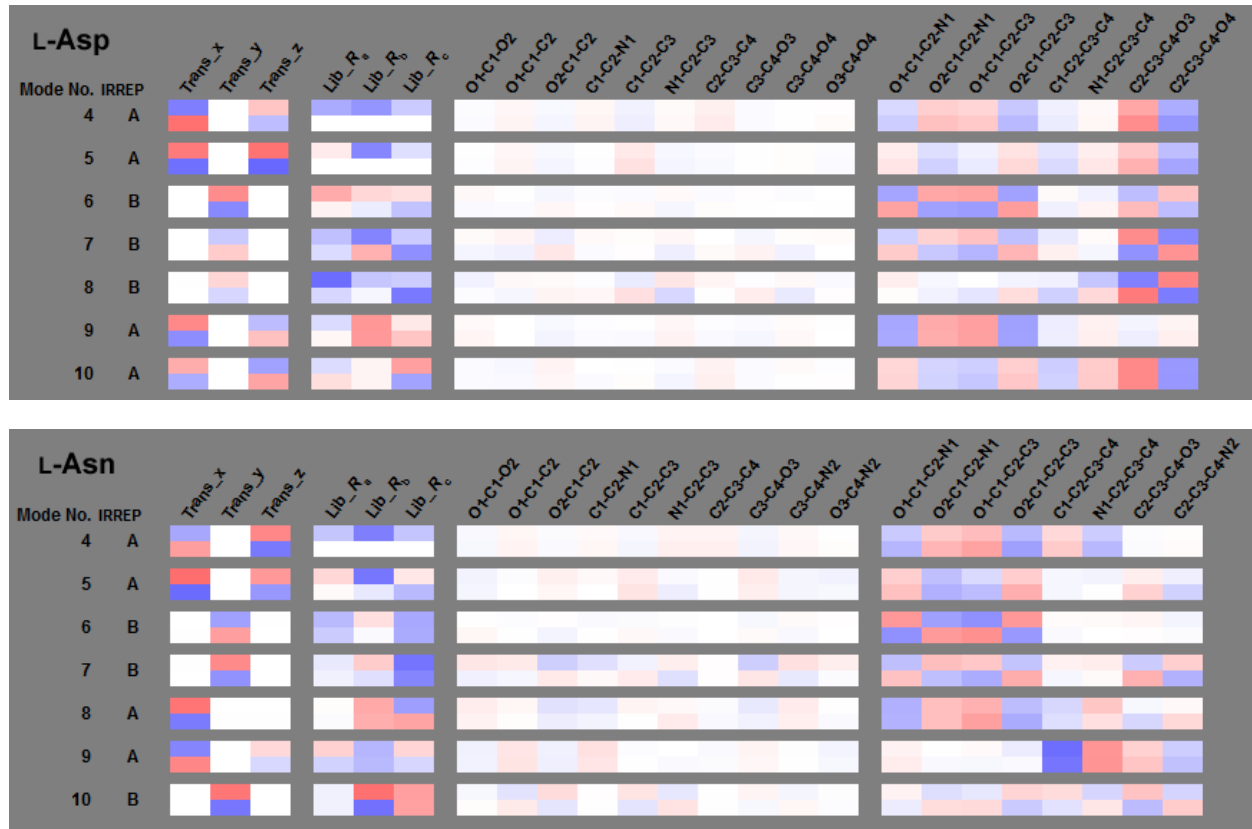 L-Asp
Mode No. IRREP Trans_x Trans_y Trans_z Lib_Ra Lib_Rb Lib_Rc O1-C1-O2 O1-C1-C2 O2-C1-C2 C1-C2-N1 C1-C2-C3 N1-C2-C3 C2-C3-C4 C3-C4-O3 C3-C4-O4 O3-C4-O4 O1-C1-C2-N1 O2-C1-C2-N1 O1-C1-C2-C3 O2-C1-C2-C3 C1-C2-C3-C4 N1-C2-C3-C4 C2-C3-C4-O3 C2-C3-C4-O4
4 A
5 A
6 B
7 B
8 B
9 A
10 A
L-Asn
Mode No. IRREP Trans_x Trans_y Trans_z Lib_Ra Lib_Rb Lib_Rc O1-C1-O2 O1-C1-C2 O2-C1-C2 C1-C2-N1 C1-C2-C3 N1-C2-C3 C2-C3-C4 C3-C4-O3 C3-C4-N2 O3-C4-N2 O1-C1-C2-N1 O2-C1-C2-N1 O1-C1-C2-C3 O2-C1-C2-C3 C1-C2-C3-C4 N1-C2-C3-C4 C2-C3-C4-O3 C2-C3-C4-N2
4 A
5 A
6 B
7 B
8 A
9 A
10 B